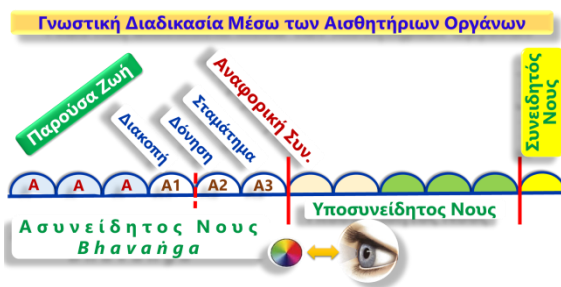 Γνωστική Διαδικασία Μέσω των Αισθητήριων Οργάνων
Παρούσα Ζωή
Διακοπή
Δόνηση
Σταμάτημα
Αναφορική Συν.
Συνειδητός
Νους
A A A A1 A2 A3
Ασυνείδητος Νους
Bhavaṅga
Υποσυνείδητος Νους